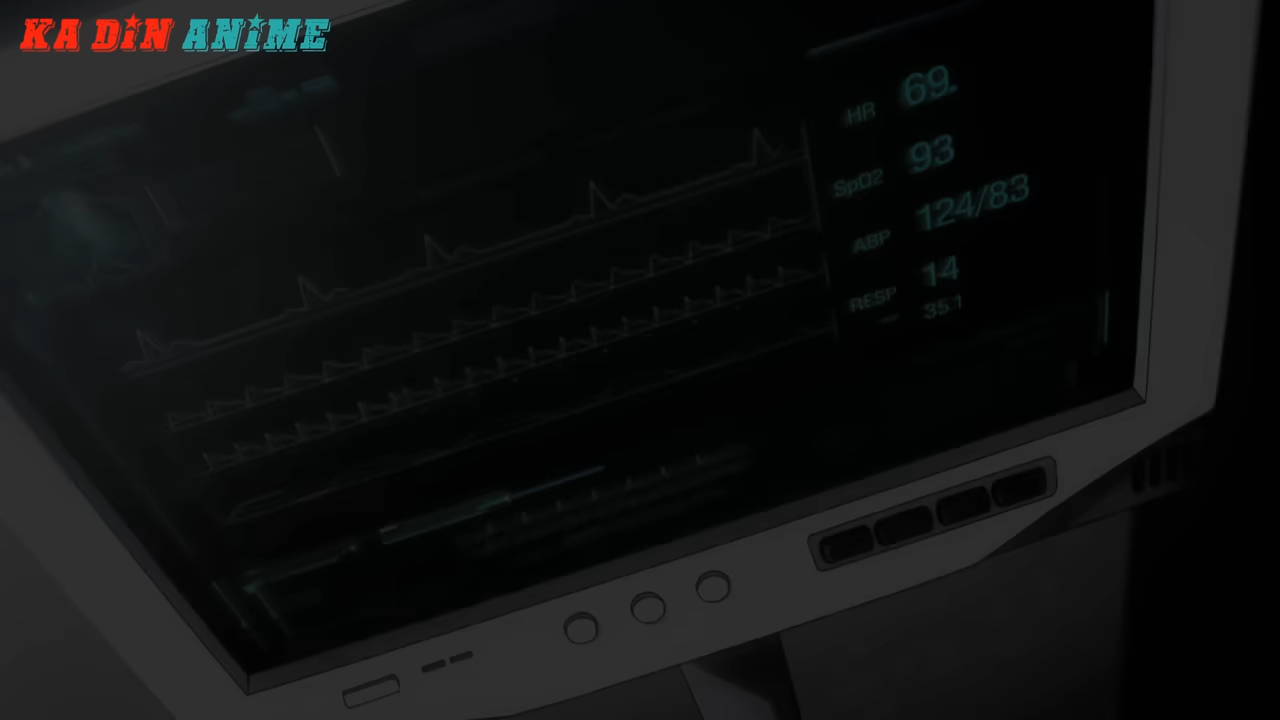 KA DiN ANiME
HR 69.
SpO2 93
ABP 124/83
RESP 14
35.1